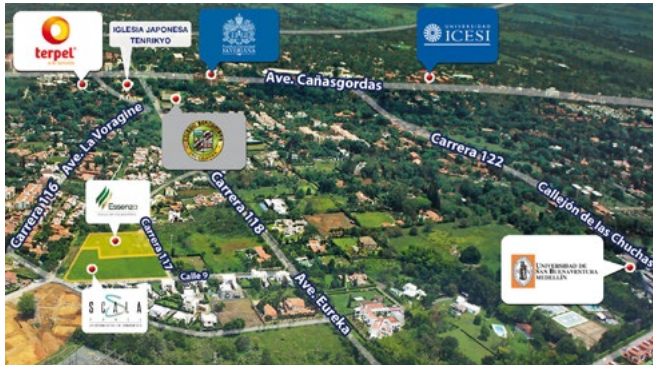 terpel
IGLESIA JAPONESA
TENRIKYO
UNIVERSIDAD
ICESI
Ave. Cañasgordas
Carrera 116 - Ave. La Voragine
Carrera 122
Callejón de las Chuchas
Carrera 118
Ave. Eureka
Essenza
Carrera 117
Calle 9
SCALA
UNIVERSIDAD DE
SAN BUENAVENTURA
MEDELLÍN